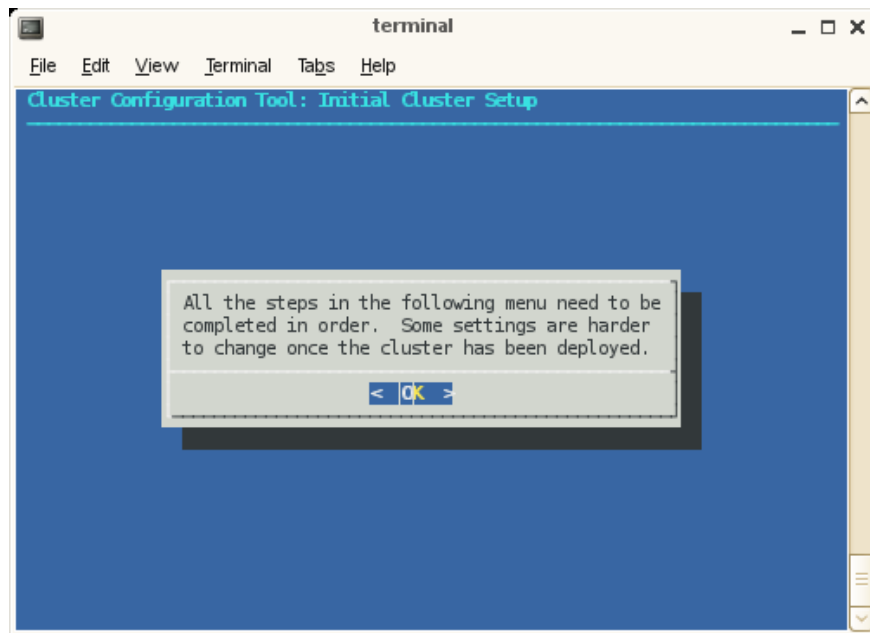 terminal
File Edit View Terminal Tabs Help
Cluster Configuration Tool: Initial Cluster Setup
All the steps in the following menu need to be
completed in order.  Some settings are harder
to change once the cluster has been deployed.
<  OK  >